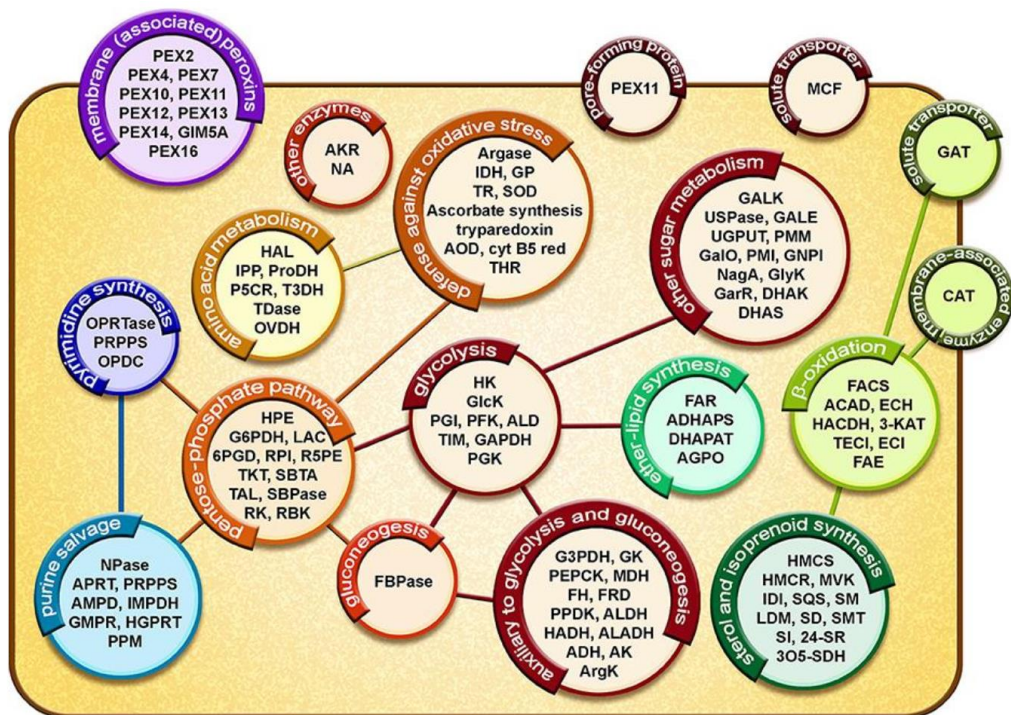 membrane (associated) peroxins
PEX2
PEX4, PEX7
PEX10, PEX11
PEX12, PEX13
PEX14, GIM5A
PEX16
other enzymes
AKR
NA
defense against oxidative stress
Argase
IDH, GP
TR, SOD
Ascorbate synthesis
tryparedoxin
AOD, cyt B5 red
THR
pore-forming protein
PEX11
solute transporter
MCF
solute transporter
GAT
amino acid metabolism
HAL
IPP, ProDH
P5CR, T3DH
TDase
OVDH
other sugar metabolism
GALK
USPase, GALE
UGPUT, PMM
GalO, PMI, GNPI
NagA, GlyK
GarR, DHAK
DHAS
membrane-associated enzyme;
CAT
pyrimidine synthesis
OPRTase
PRPPS
OPDC
pentose-phosphate pathway
HPE
G6PDH, LAC
6PGD, RPI, R5PE
TKT, SBTA
TAL, SBPase
RK, RBK
glycolysis
HK
GlcK
PGI, PFK, ALD
TIM, GAPDH
PGK
ether-lipid synthesis
FAR
ADHAPS
DHAPAT
AGPO
β-oxidation
FACS
ACAD, ECH
HACDH, 3-KAT
TECI, ECI
FAE
purine salvage
NPase
APRT, PRPPS
AMPD, IMPDH
GMPR, HGPRT
PPM
gluconeogenesis
FBPase
auxiliary to glycolysis and gluconeogenesis
G3PDH, GK
PEPCK, MDH
FH, FRD
PPDK, ALDH
HADH, ALADH
ADH, AK
ArgK
sterol and isoprenoid synthesis
HMCS
HMCR, MVK
IDI, SQS, SM
LDM, SD, SMT
SI, 24-SR
3O5-SDH